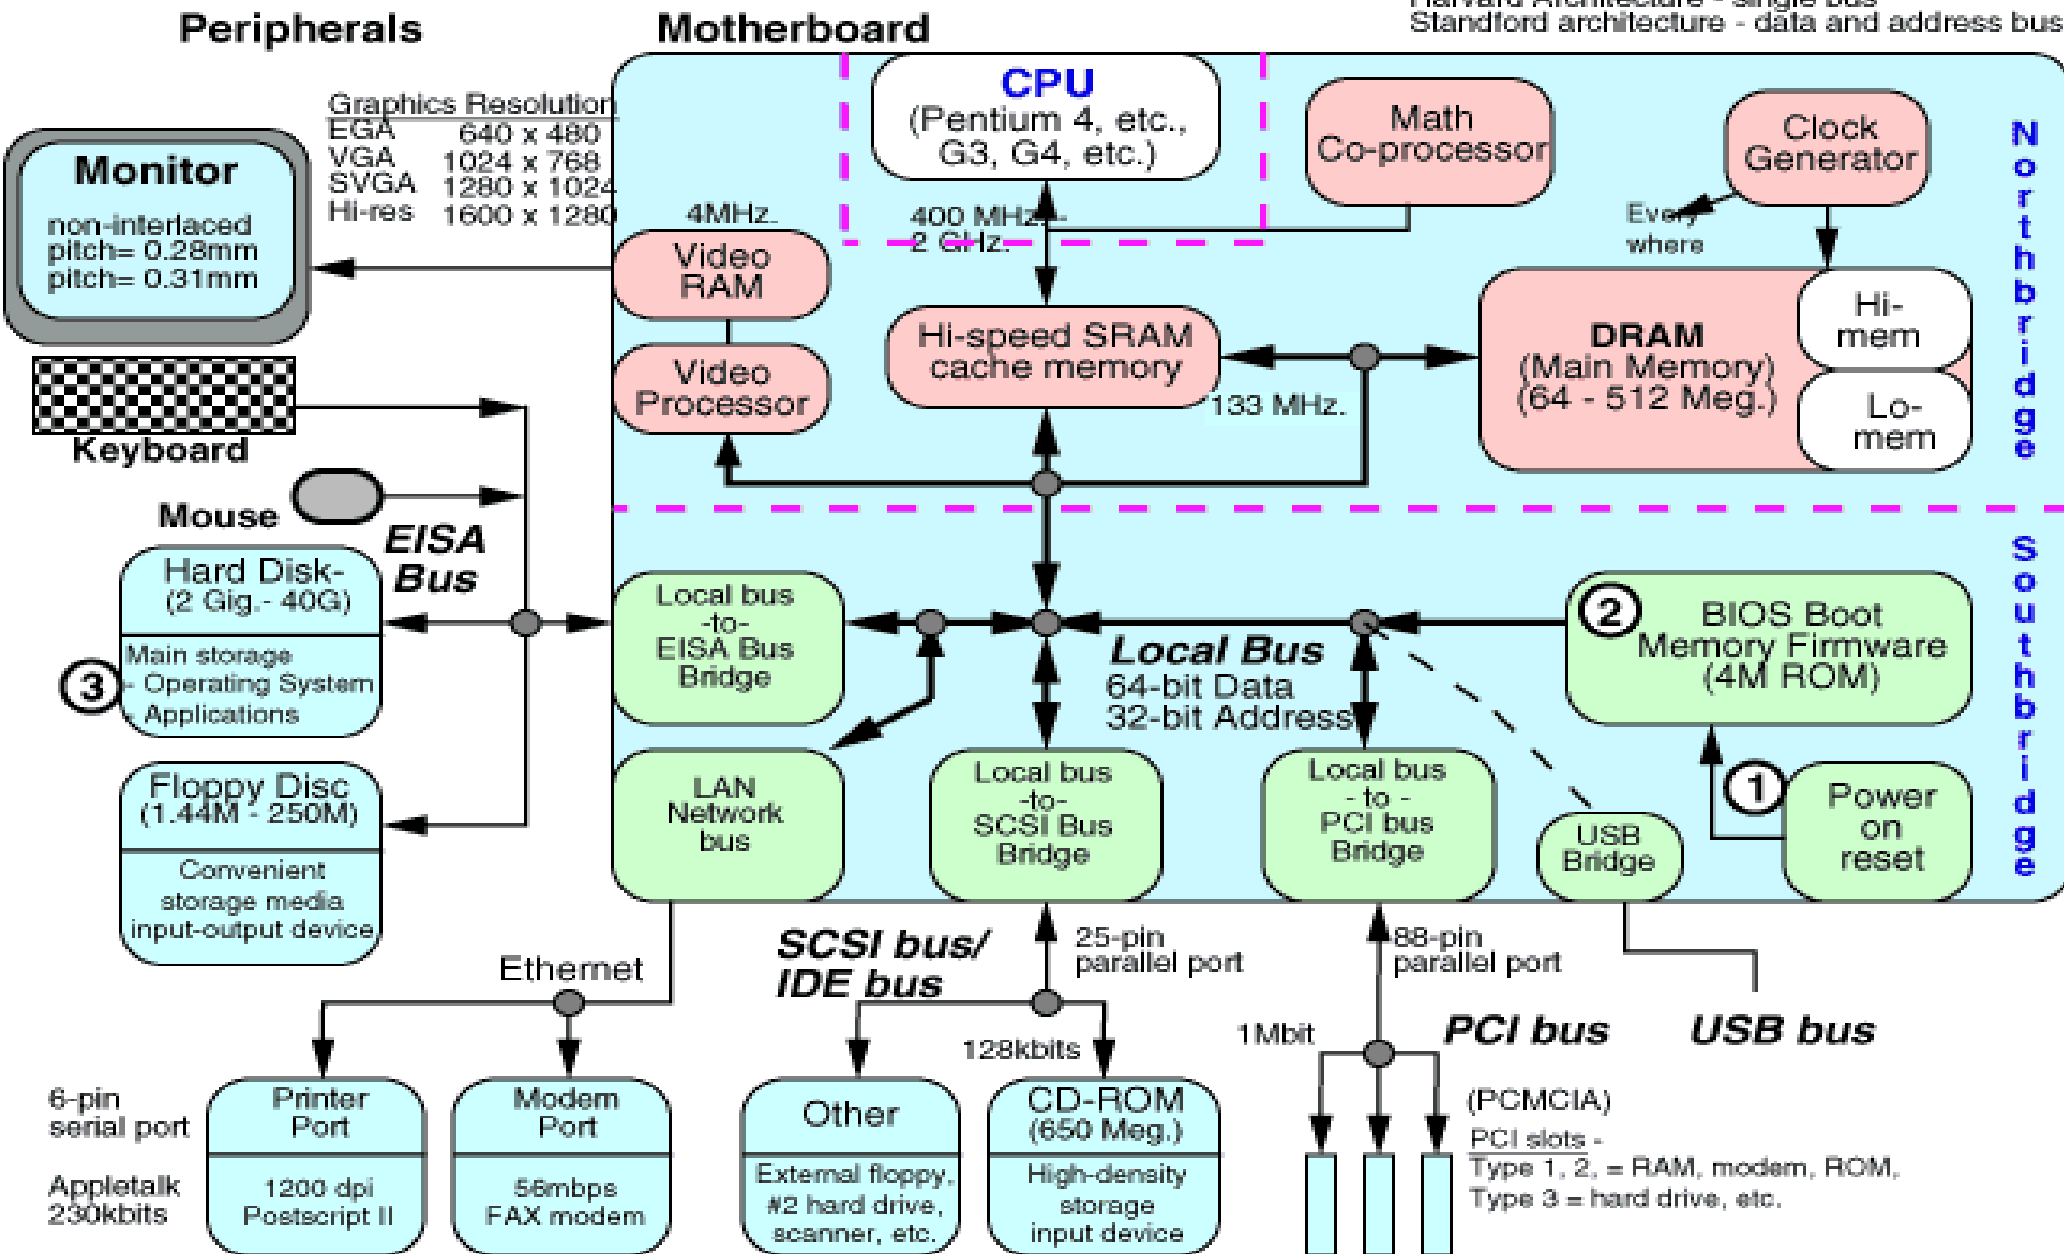 Harvard Architecture - single bus
Standford architecture - data and address bus
Peripherals
Motherboard
Graphics Resolution
EGA 640 x 480
VGA 1024 x 768
SVGA 1280 x 1024
Hi-res 1600 x 1280
Monitor
non-interlaced
pitch= 0.28mm
pitch= 0.31mm
Keyboard
Mouse
EISA
Bus
Hard Disk-
(2 Gig.- 40G)
3
Main storage
- Operating System
- Applications
Floppy Disc
(1.44M - 250M)
Convenient
storage media
input-output device
CPU
(Pentium 4, etc.,
G3, G4, etc.)
400 MHz.-
2 GHz.
Math
Co-processor
Clock
Generator
Every
where
Northbridge
4MHz.
Video
RAM
Video
Processor
Hi-speed SRAM
cache memory
133 MHz.
DRAM
(Main Memory)
(64 - 512 Meg.)
Hi-
mem
Lo-
mem
Southbridge
Local bus
-to-
EISA Bus
Bridge
Local Bus
64-bit Data
32-bit Address
2
BIOS Boot
Memory Firmware
(4M ROM)
1
Power
on
reset
LAN
Network
bus
Local bus
-to-
SCSI Bus
Bridge
Local bus
- to -
PCI bus
Bridge
USB
Bridge
Ethernet
SCSI bus/
IDE bus
25-pin
parallel port
88-pin
parallel port
128kbits
1Mbit
PCI bus
USB bus
6-pin
serial port
Appletalk
230kbits
Printer
Port
1200 dpi
Postscript II
Modem
Port
56mbps
FAX modem
Other
External floppy,
#2 hard drive,
scanner, etc.
CD-ROM
(650 Meg.)
High-density
storage
input device
(PCMCIA)
PCI slots -
Type 1, 2, = RAM, modem, ROM,
Type 3 = hard drive, etc.